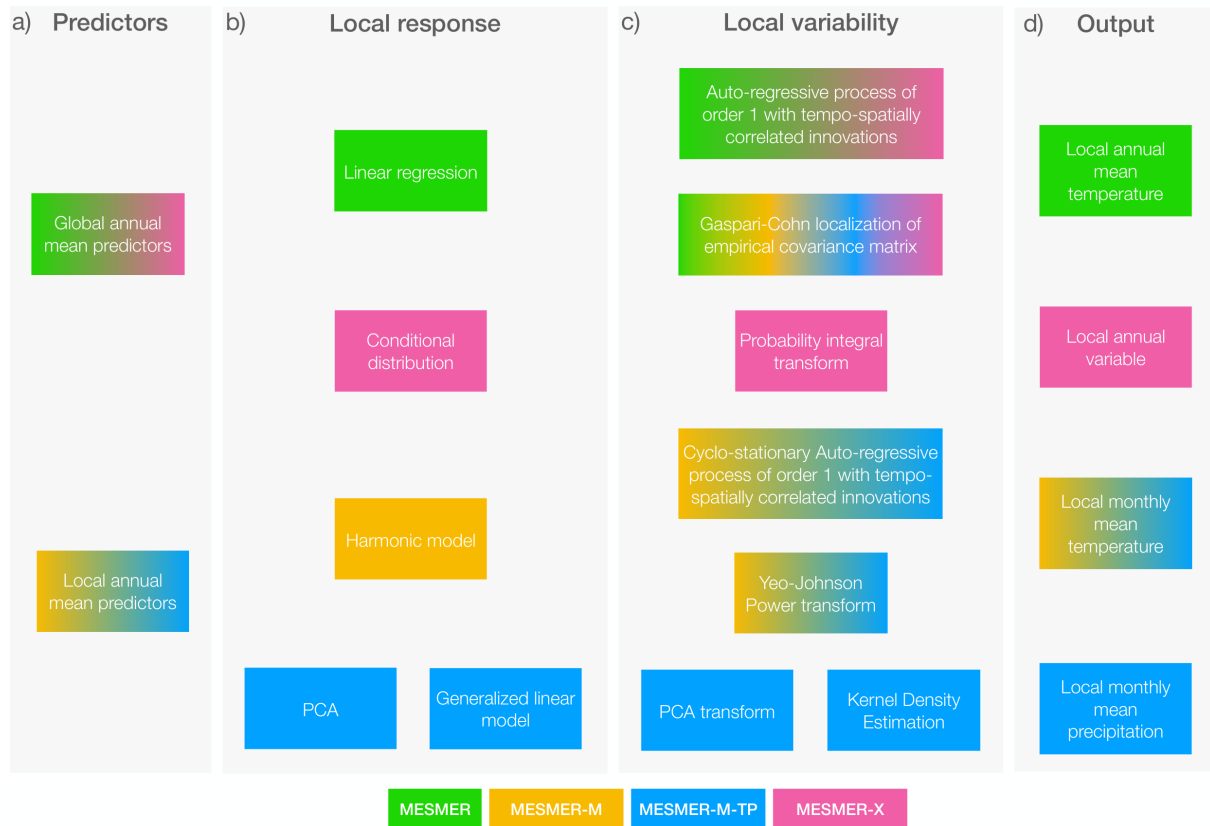 a) Predictors
Global annual
mean predictors
Local annual
mean predictors
b) Local response
Linear regression
Conditional
distribution
Harmonic model
PCA
Generalized linear
model
c) Local variability
Auto-regressive process of
order 1 with tempo-spatially
correlated innovations
Gaspari-Cohn localization of
empirical covariance matrix
Probability integral
transform
Cyclo-stationary Auto-regressive
process of order 1 with tempo-
spatially correlated innovations
Yeo-Johnson
Power transform
PCA transform
Kernel Density
Estimation
d) Output
Local annual
mean
temperature
Local annual
variable
Local monthly
mean
temperature
Local monthly
mean
precipitation
MESMER
MESMER-M
MESMER-M-TP
MESMER-X